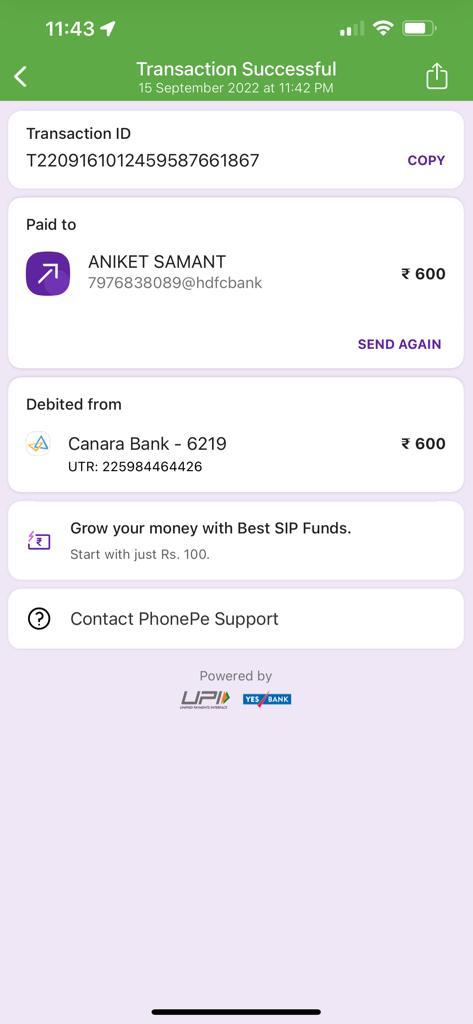 11:43
Transaction Successful
15 September 2022 at 11:42 PM
Transaction ID
T2209161012459587661867
COPY
Paid to
ANIKET SAMANT
₹ 600
7976838089@hdfcbank
SEND AGAIN
Debited from
Canara Bank - 6219
₹ 600
UTR: 225984464426
Grow your money with Best SIP Funds.
Start with just Rs. 100.
Contact PhonePe Support
Powered by
UPI YES BANK
UNIFIED PAYMENTS INTERFACE